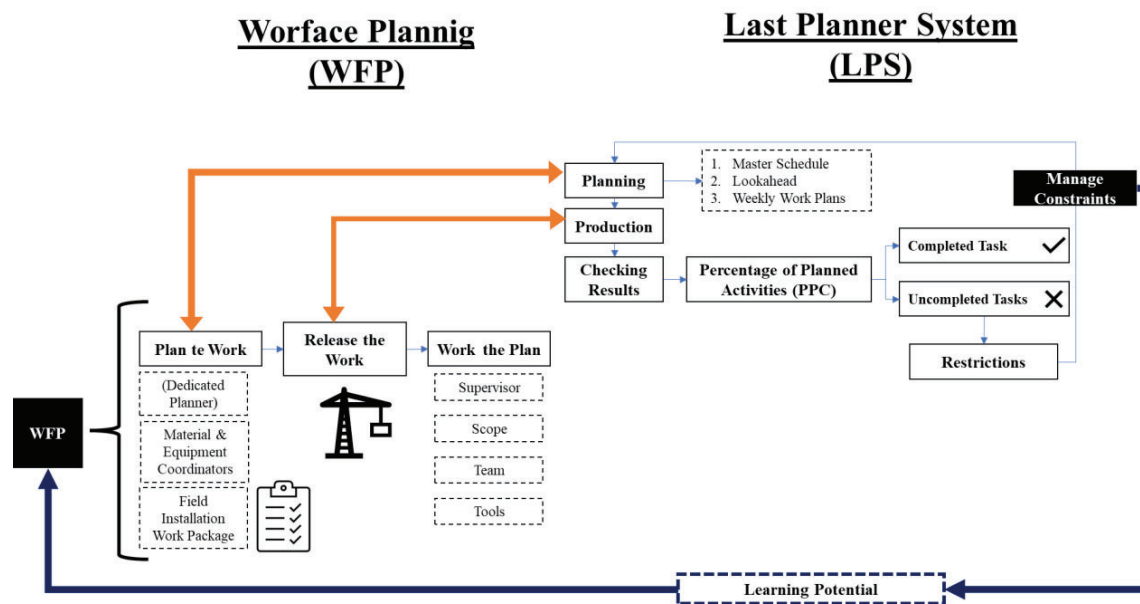 Worface Plannig
(WFP)
Last Planner System
(LPS)
Planning
1. Master Schedule
2. Lookahead
3. Weekly Work Plans
Manage
Constraints
Production
Checking
Results
Percentage of Planned
Activities (PPC)
Completed Task
Uncompleted Tasks
Restrictions
WFP
Plan te Work
Release the
Work
Work the Plan
(Dedicated
Planner)
Material &
Equipment
Coordinators
Field
Installation
Work Package
Supervisor
Scope
Team
Tools
Learning Potential